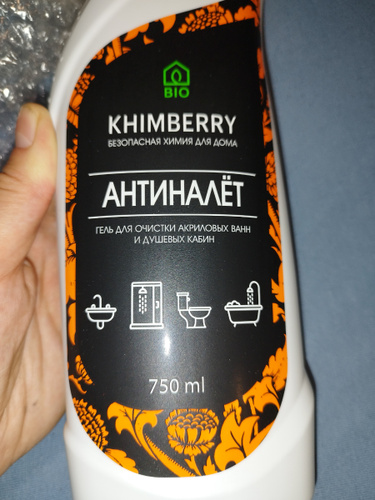 BIO
KHIMBERRY
БЕЗОПАСНАЯ ХИМИЯ ДЛЯ ДОМА
АНТИНАЛЁТ
ГЕЛЬ ДЛЯ ОЧИСТКИ АКРИЛОВЫХ ВАНН
И ДУШЕВЫХ КАБИН
750 ml